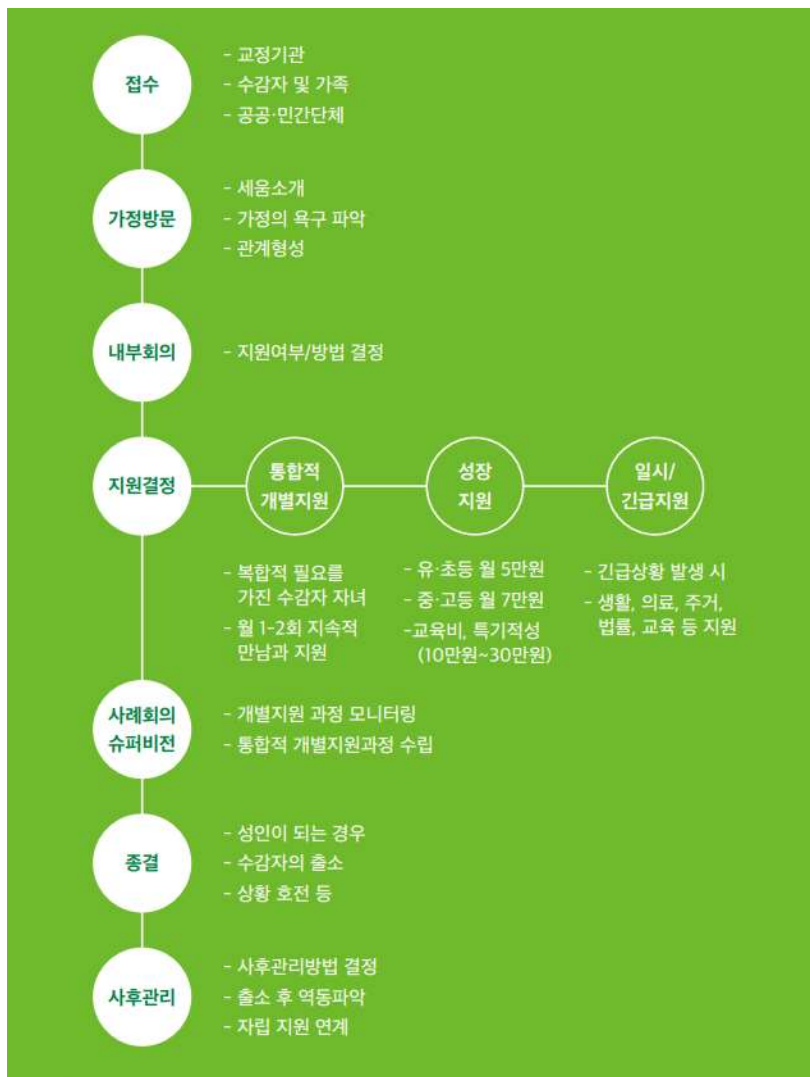 접수
- 교정기관
- 수감자 및 가족
- 공공·민간단체
가정방문
- 세움소개
- 가정의 욕구 파악
- 관계형성
내부회의
- 지원여부/방법 결정
지원결정
통합적
개별지원
- 복합적 필요를
가진 수감자 자녀
- 월 1-2회 지속적
만남과 지원
성장
지원
- 유·초등 월 5만원
- 중·고등 월 7만원
-교육비, 특기적성
(10만원~30만원)
일시/
긴급지원
- 긴급상황 발생 시
- 생활, 의료, 주거,
법률, 교육 등 지원
사례회의
슈퍼비전
- 개별지원 과정 모니터링
- 통합적 개별지원과정 수립
종결
- 성인이 되는 경우
- 수감자의 출소
- 상황 호전 등
사후관리
- 사후관리방법 결정
- 출소 후 역동파악
- 자립 지원 연계